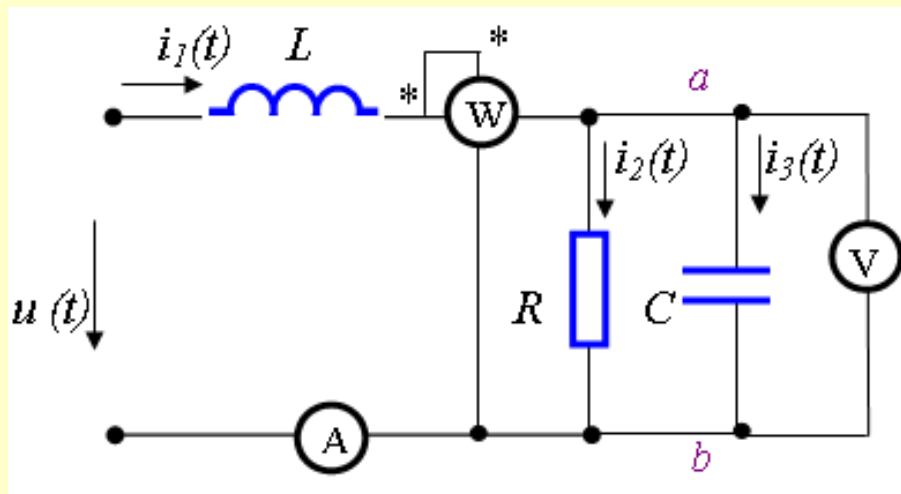 i₁(t) L *
* W a
i₂(t) i₃(t)
V
u (t) R C
A b